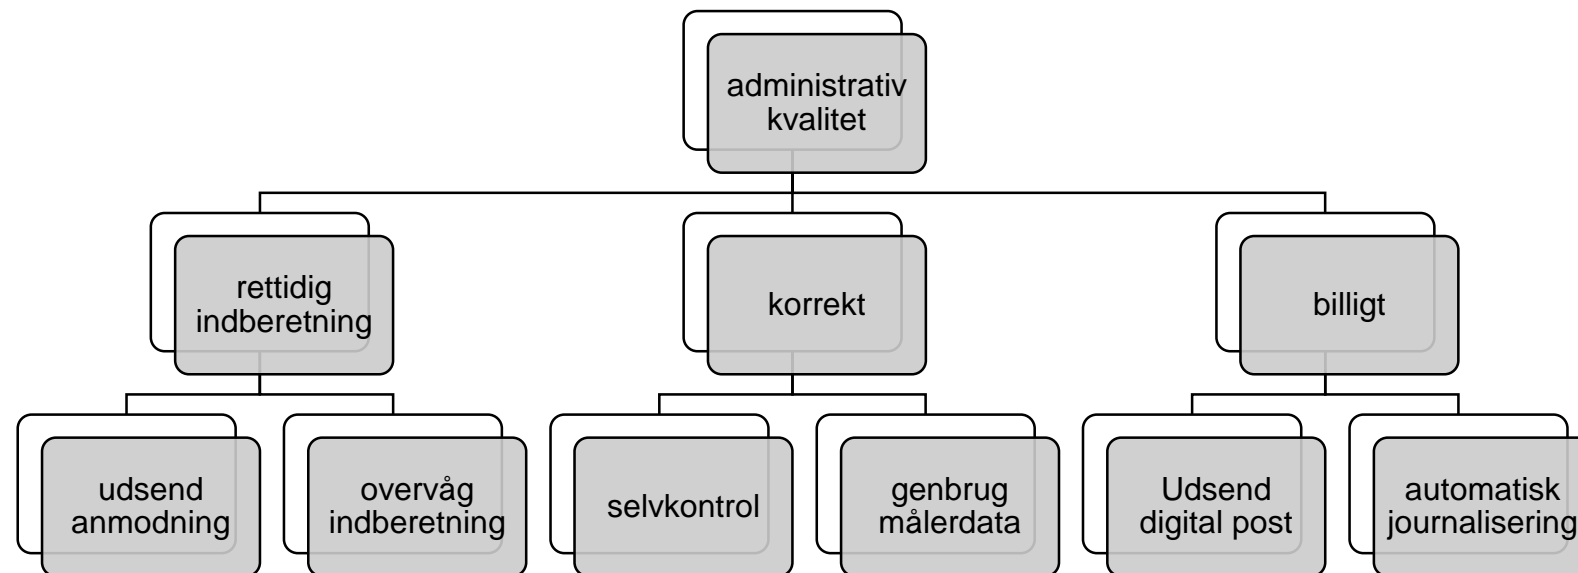 administrativ
kvalitet
rettidig
indberetning
korrekt
billigt
udsend
anmodning
overvåg
indberetning
selvkontrol
genbrug
målerdata
Udsend
digital post
automatisk
journalisering